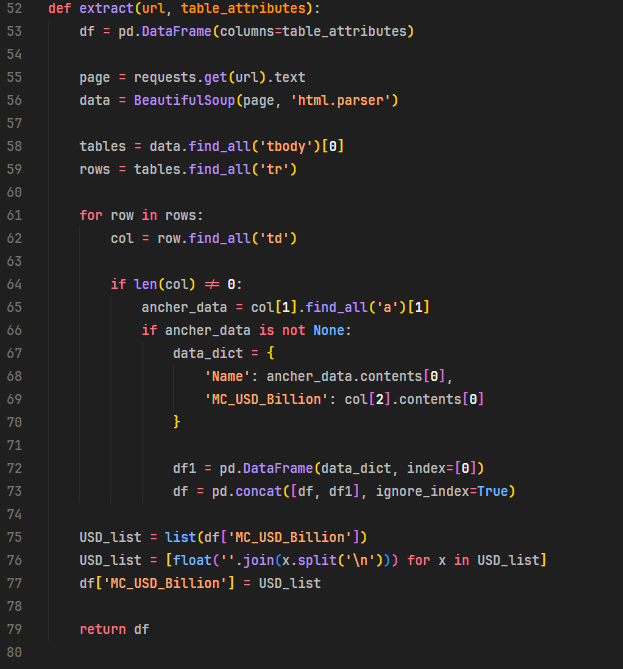 52 def extract(url, table_attributes):
53     df = pd.DataFrame(columns=table_attributes)
54
55     page = requests.get(url).text
56     data = BeautifulSoup(page, 'html.parser')
57
58     tables = data.find_all('tbody')[0]
59     rows = tables.find_all('tr')
60
61     for row in rows:
62         col = row.find_all('td')
63
64         if len(col) ≠ 0:
65             ancher_data = col[1].find_all('a')[1]
66             if ancher_data is not None:
67                 data_dict = {
68                     'Name': ancher_data.contents[0],
69                     'MC_USD_Billion': col[2].contents[0]
70                 }
71
72                 df1 = pd.DataFrame(data_dict, index=[0])
73                 df = pd.concat([df, df1], ignore_index=True)
74
75     USD_list = list(df['MC_USD_Billion'])
76     USD_list = [float(''.join(x.split('\n'))) for x in USD_list]
77     df['MC_USD_Billion'] = USD_list
78
79     return df
80